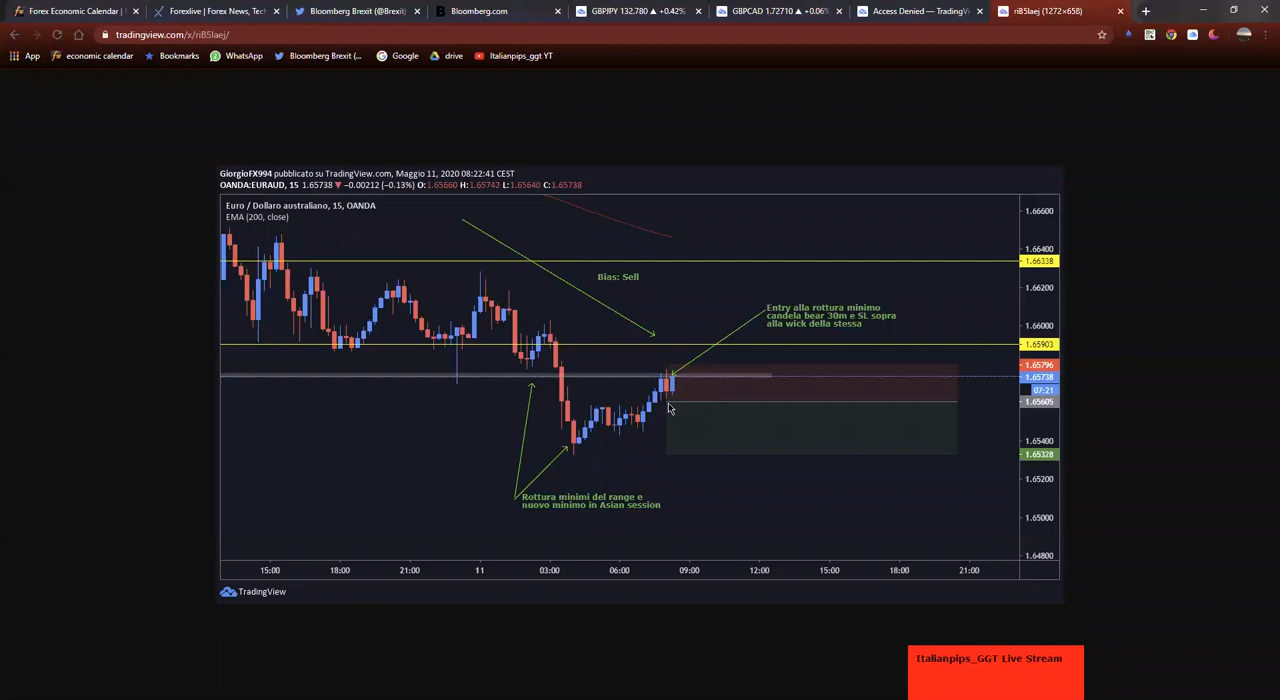 Forex Economic Calendar |
Forexlive | Forex News, Tech
Bloomberg Brexit (@Brexit)
Bloomberg.com
GBPJPY 132.780 ▲ +0.42%
GBPCAD 1.72710 ▲ +0.06%
Access Denied — TradingVi
riB5laej (1272×658)
tradingview.com/x/riB5laej/
App
economic calendar
Bookmarks
WhatsApp
Bloomberg Brexit (...
Google
drive
Italianpips_ggt YT
GiorgioFX994 pubblicato su TradingView.com, Maggio 11, 2020 08:22:41 CEST
OANDA:EURAUD, 15 1.65738 ▼ −0.00212 (−0.13%) O:1.65660 H:1.65742 L:1.65640 C:1.65738
Euro / Dollaro australiano, 15, OANDA
EMA (200, close)
1.66600
1.66400
1.66338
Bias: Sell
1.66200
Entry alla rottura minimo
candela bear 30m e SL sopra
alla wick della stessa
1.66000
1.65903
1.65796
1.65738
07:21
1.65605
1.65400
1.65328
Rottura minimi del range e
nuovo minimo in Asian session
1.65200
1.65000
1.64800
15:00
18:00
21:00
11
03:00
06:00
09:00
12:00
15:00
18:00
21:00
TradingView
Italianpips_GGT Live Stream